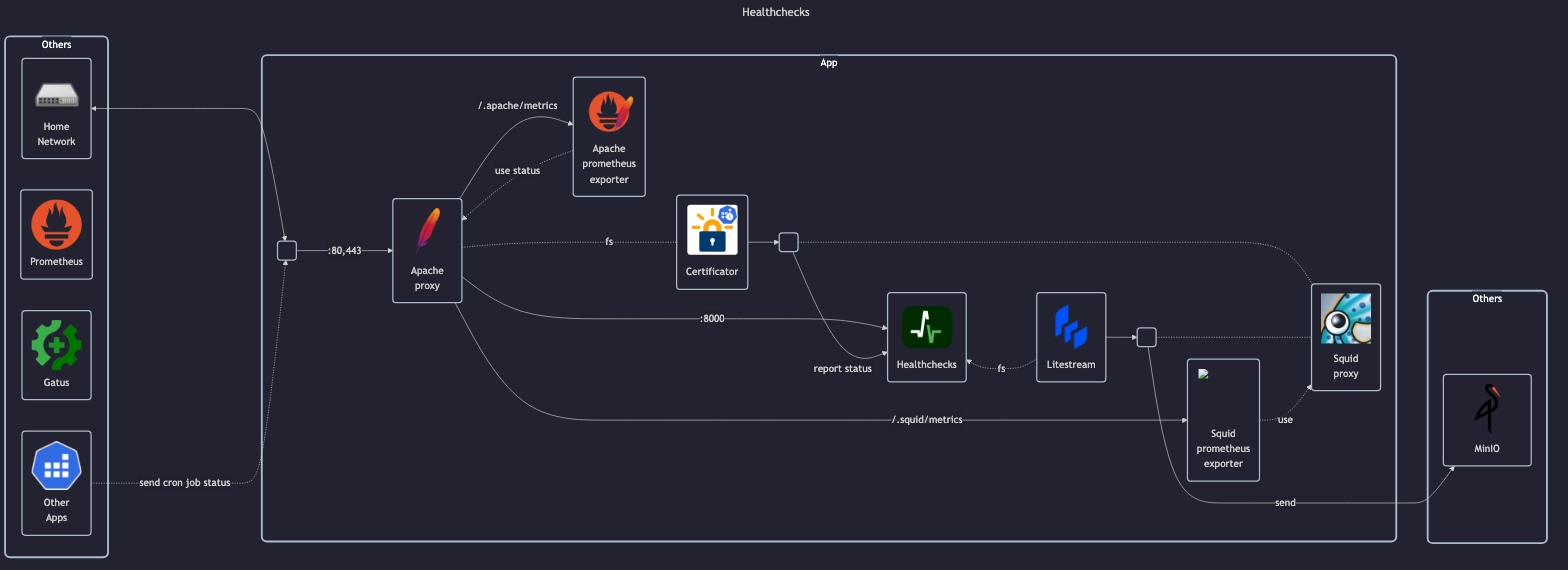 Healthchecks
Others
Home
Network
Prometheus
Gatus
Other
Apps
send cron job status
App
:80,443
Apache
proxy
/.apache/metrics
use status
Apache
prometheus
exporter
fs
Certificator
:8000
report status
Healthchecks
fs
Litestream
/.squid/metrics
Squid
prometheus
exporter
use
Squid
proxy
send
Others
MinIO